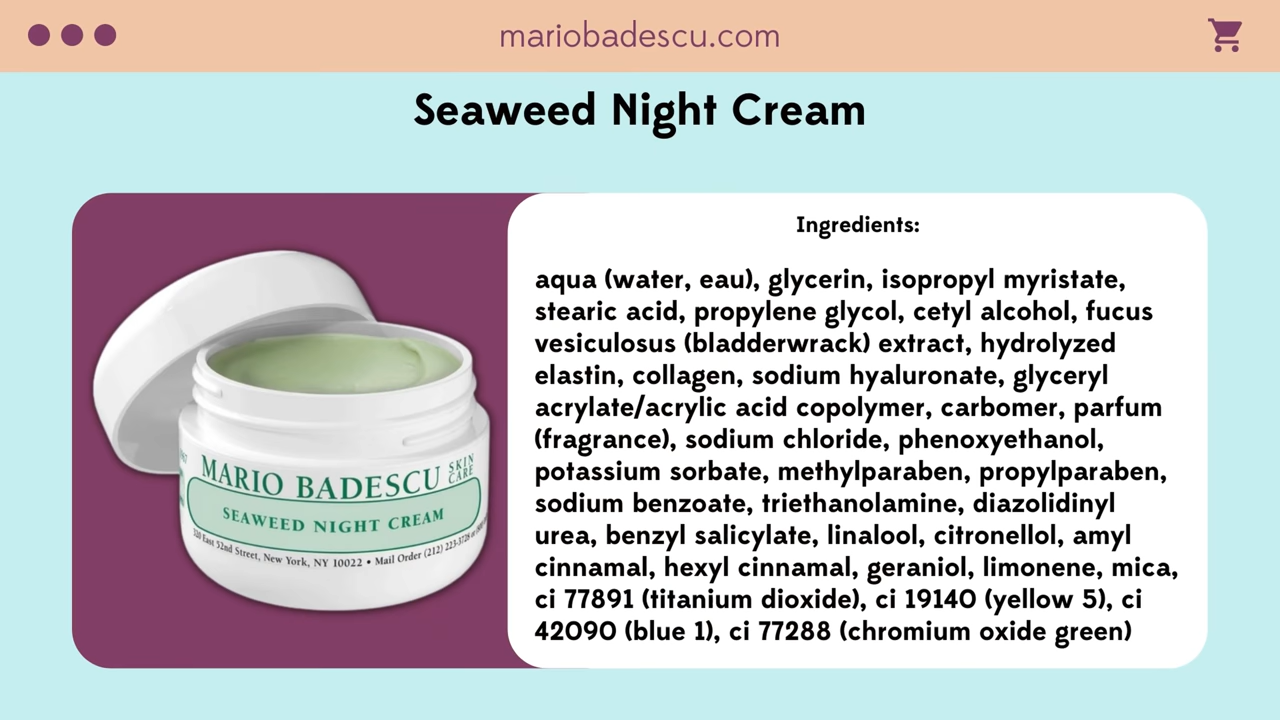 mariobadescu.com
Seaweed Night Cream
Ingredients:
aqua (water, eau), glycerin, isopropyl myristate,
stearic acid, propylene glycol, cetyl alcohol, fucus
vesiculosus (bladderwrack) extract, hydrolyzed
elastin, collagen, sodium hyaluronate, glyceryl
acrylate/acrylic acid copolymer, carbomer, parfum
(fragrance), sodium chloride, phenoxyethanol,
potassium sorbate, methylparaben, propylparaben,
sodium benzoate, triethanolamine, diazolidinyl
urea, benzyl salicylate, linalool, citronellol, amyl
cinnamal, hexyl cinnamal, geraniol, limonene, mica,
ci 77891 (titanium dioxide), ci 19140 (yellow 5), ci
42090 (blue 1), ci 77288 (chromium oxide green)
MARIO BADESCU SKIN CARE
SEAWEED NIGHT CREAM
320 East 52nd Street, New York, NY 10022 • Mail Order (212) 223-3728